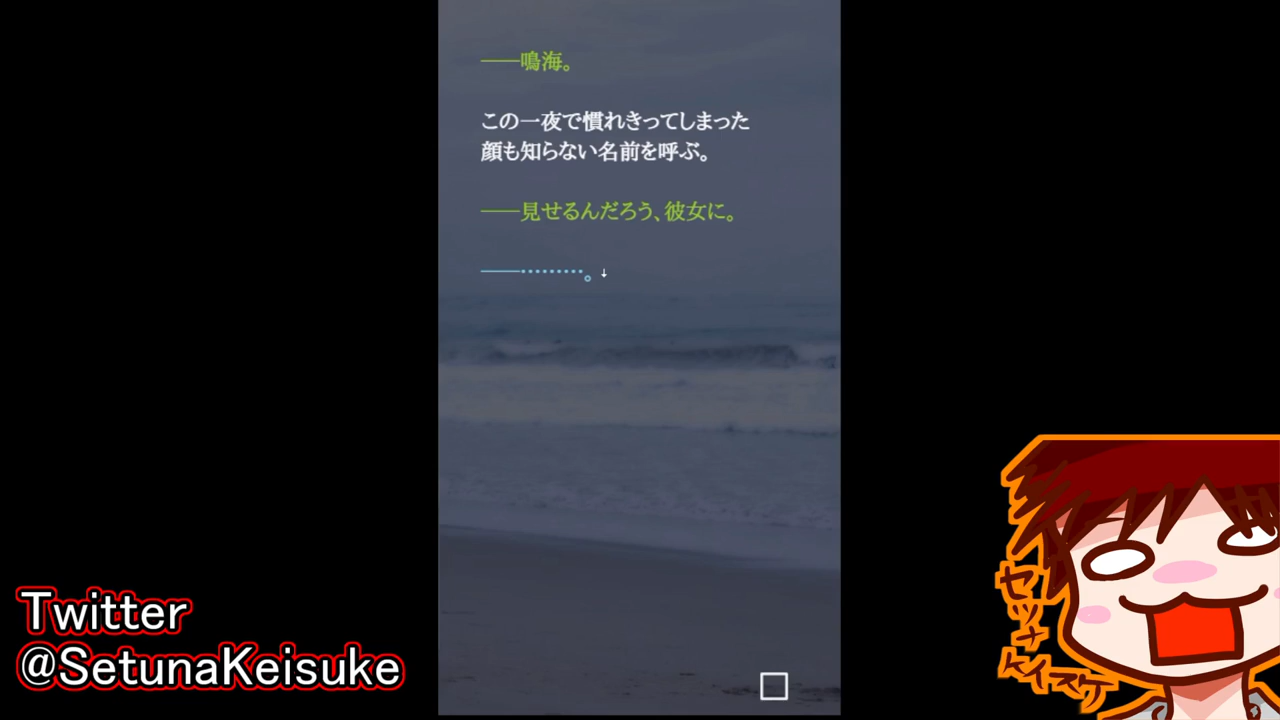 ――鳴海。
この一夜で慣れきってしまった
顔も知らない名前を呼ぶ。
――見せるんだろう、彼女に。
――………。↓
Twitter
@SetunaKeisuke
セツナ
ケイスケ